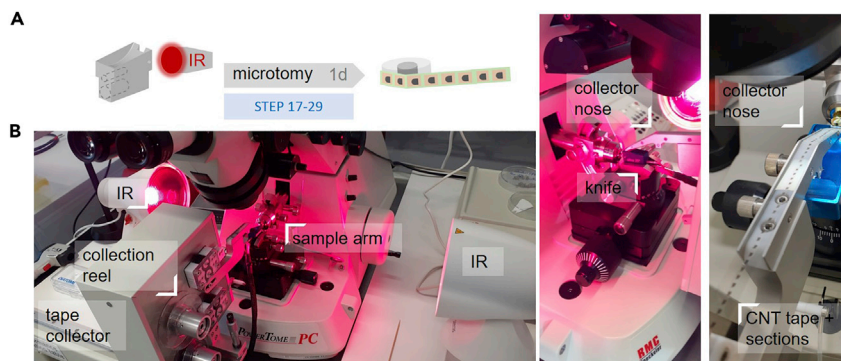 A
IR
microtomy 1d
STEP 17-29
B
IR
collection
reel
tape
collector
sample arm
IR
POWERTOME PC
collector
nose
knife
RMC
collector
nose
CNT tape +
sections